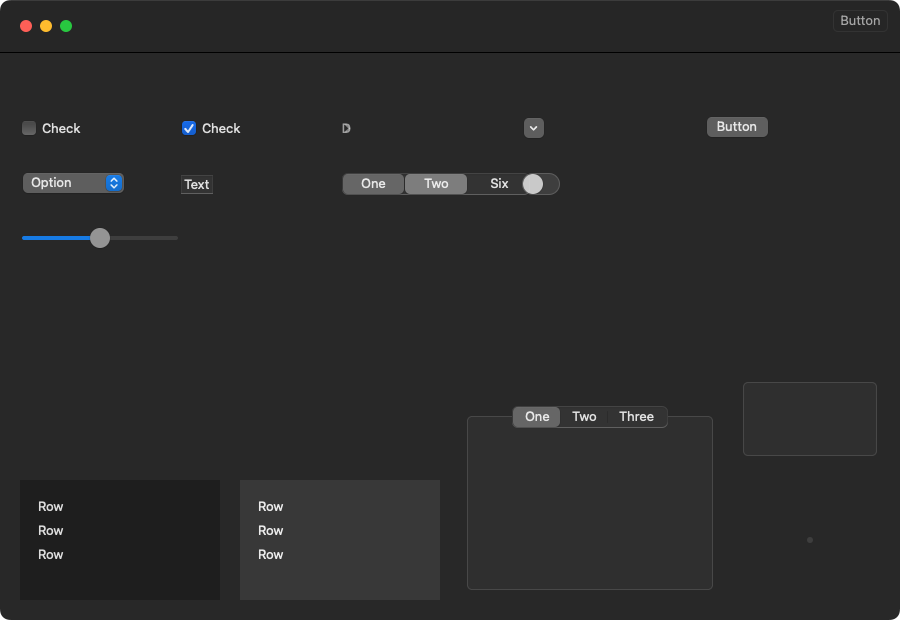 Button
Check
Check
D
Button
Option
Text
One Two Six
One Two Three
Row
Row
Row
Row
Row
Row